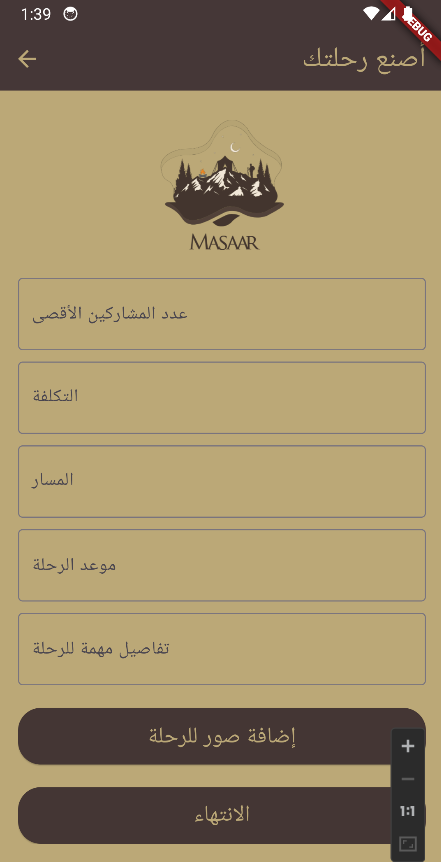 1:39
DEBUG
أصنع رحلتك
MASAAR
عدد المشاركين الأقصى
التكلفة
المسار
موعد الرحلة
تفاصيل مهمة للرحلة
إضافة صور للرحلة
الانتهاء
1:1